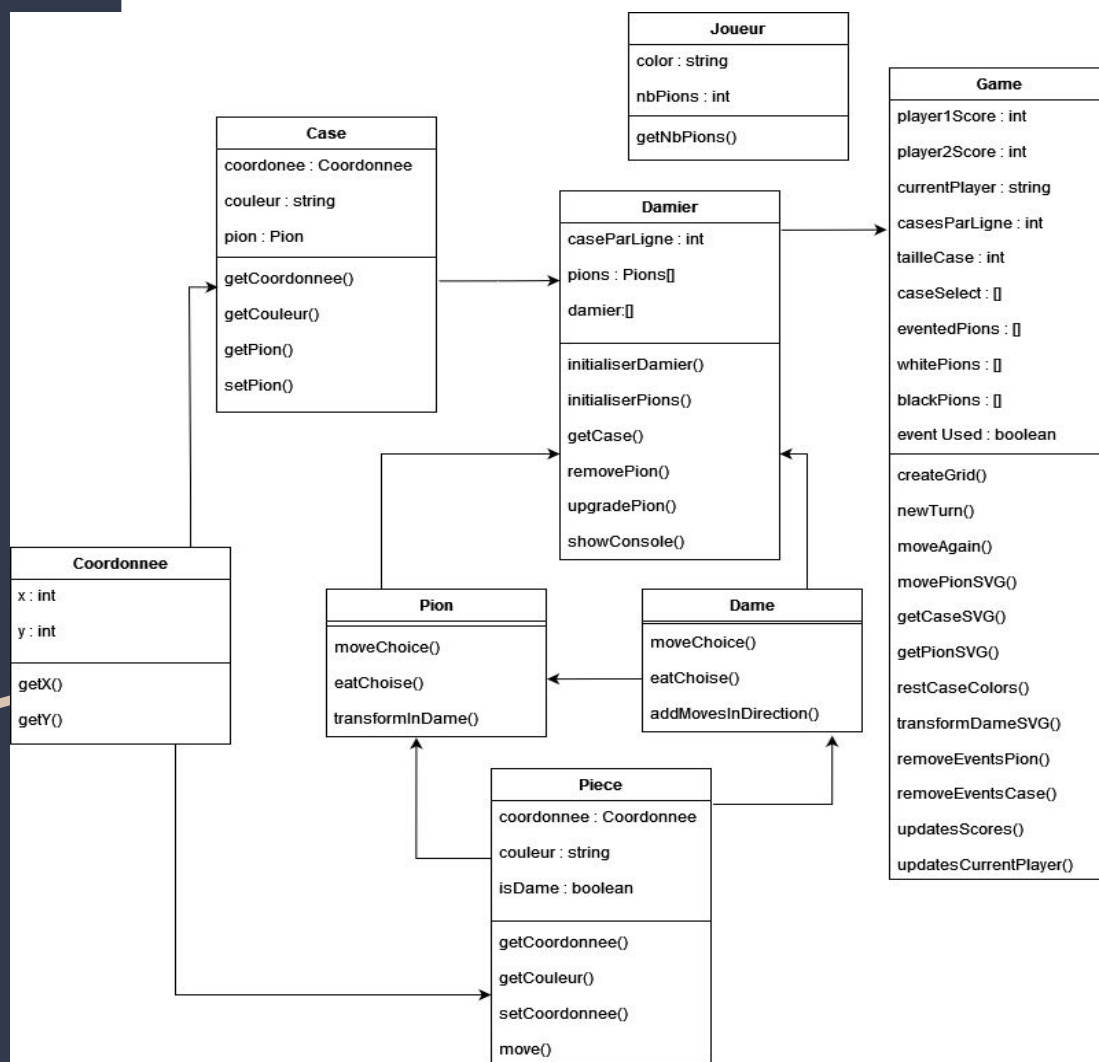 Joueur
color : string
nbPions : int
getNbPions()
Game
player1Score : int
player2Score : int
currentPlayer : string
casesParLigne : int
tailleCase : int
caseSelect : []
eventedPions : []
whitePions : []
blackPions : []
event Used : boolean
createGrid()
newTurn()
moveAgain()
movePionSVG()
getCaseSVG()
getPionSVG()
restCaseColors()
transformDameSVG()
removeEventsPion()
removeEventsCase()
updatesScores()
updatesCurrentPlayer()
Case
coordonee : Coordonnee
couleur : string
pion : Pion
getCoordonnee()
getCouleur()
getPion()
setPion()
Damier
caseParLigne : int
pions : Pions[]
damier:[]
initialiserDamier()
initialiserPions()
getCase()
removePion()
upgradePion()
showConsole()
Coordonnee
x : int
y : int
getX()
getY()
Pion
moveChoice()
eatChoise()
transformInDame()
Dame
moveChoice()
eatChoise()
addMovesInDirection()
Piece
coordonnee : Coordonnee
couleur : string
isDame : boolean
getCoordonnee()
getCouleur()
setCoordonnee()
move()